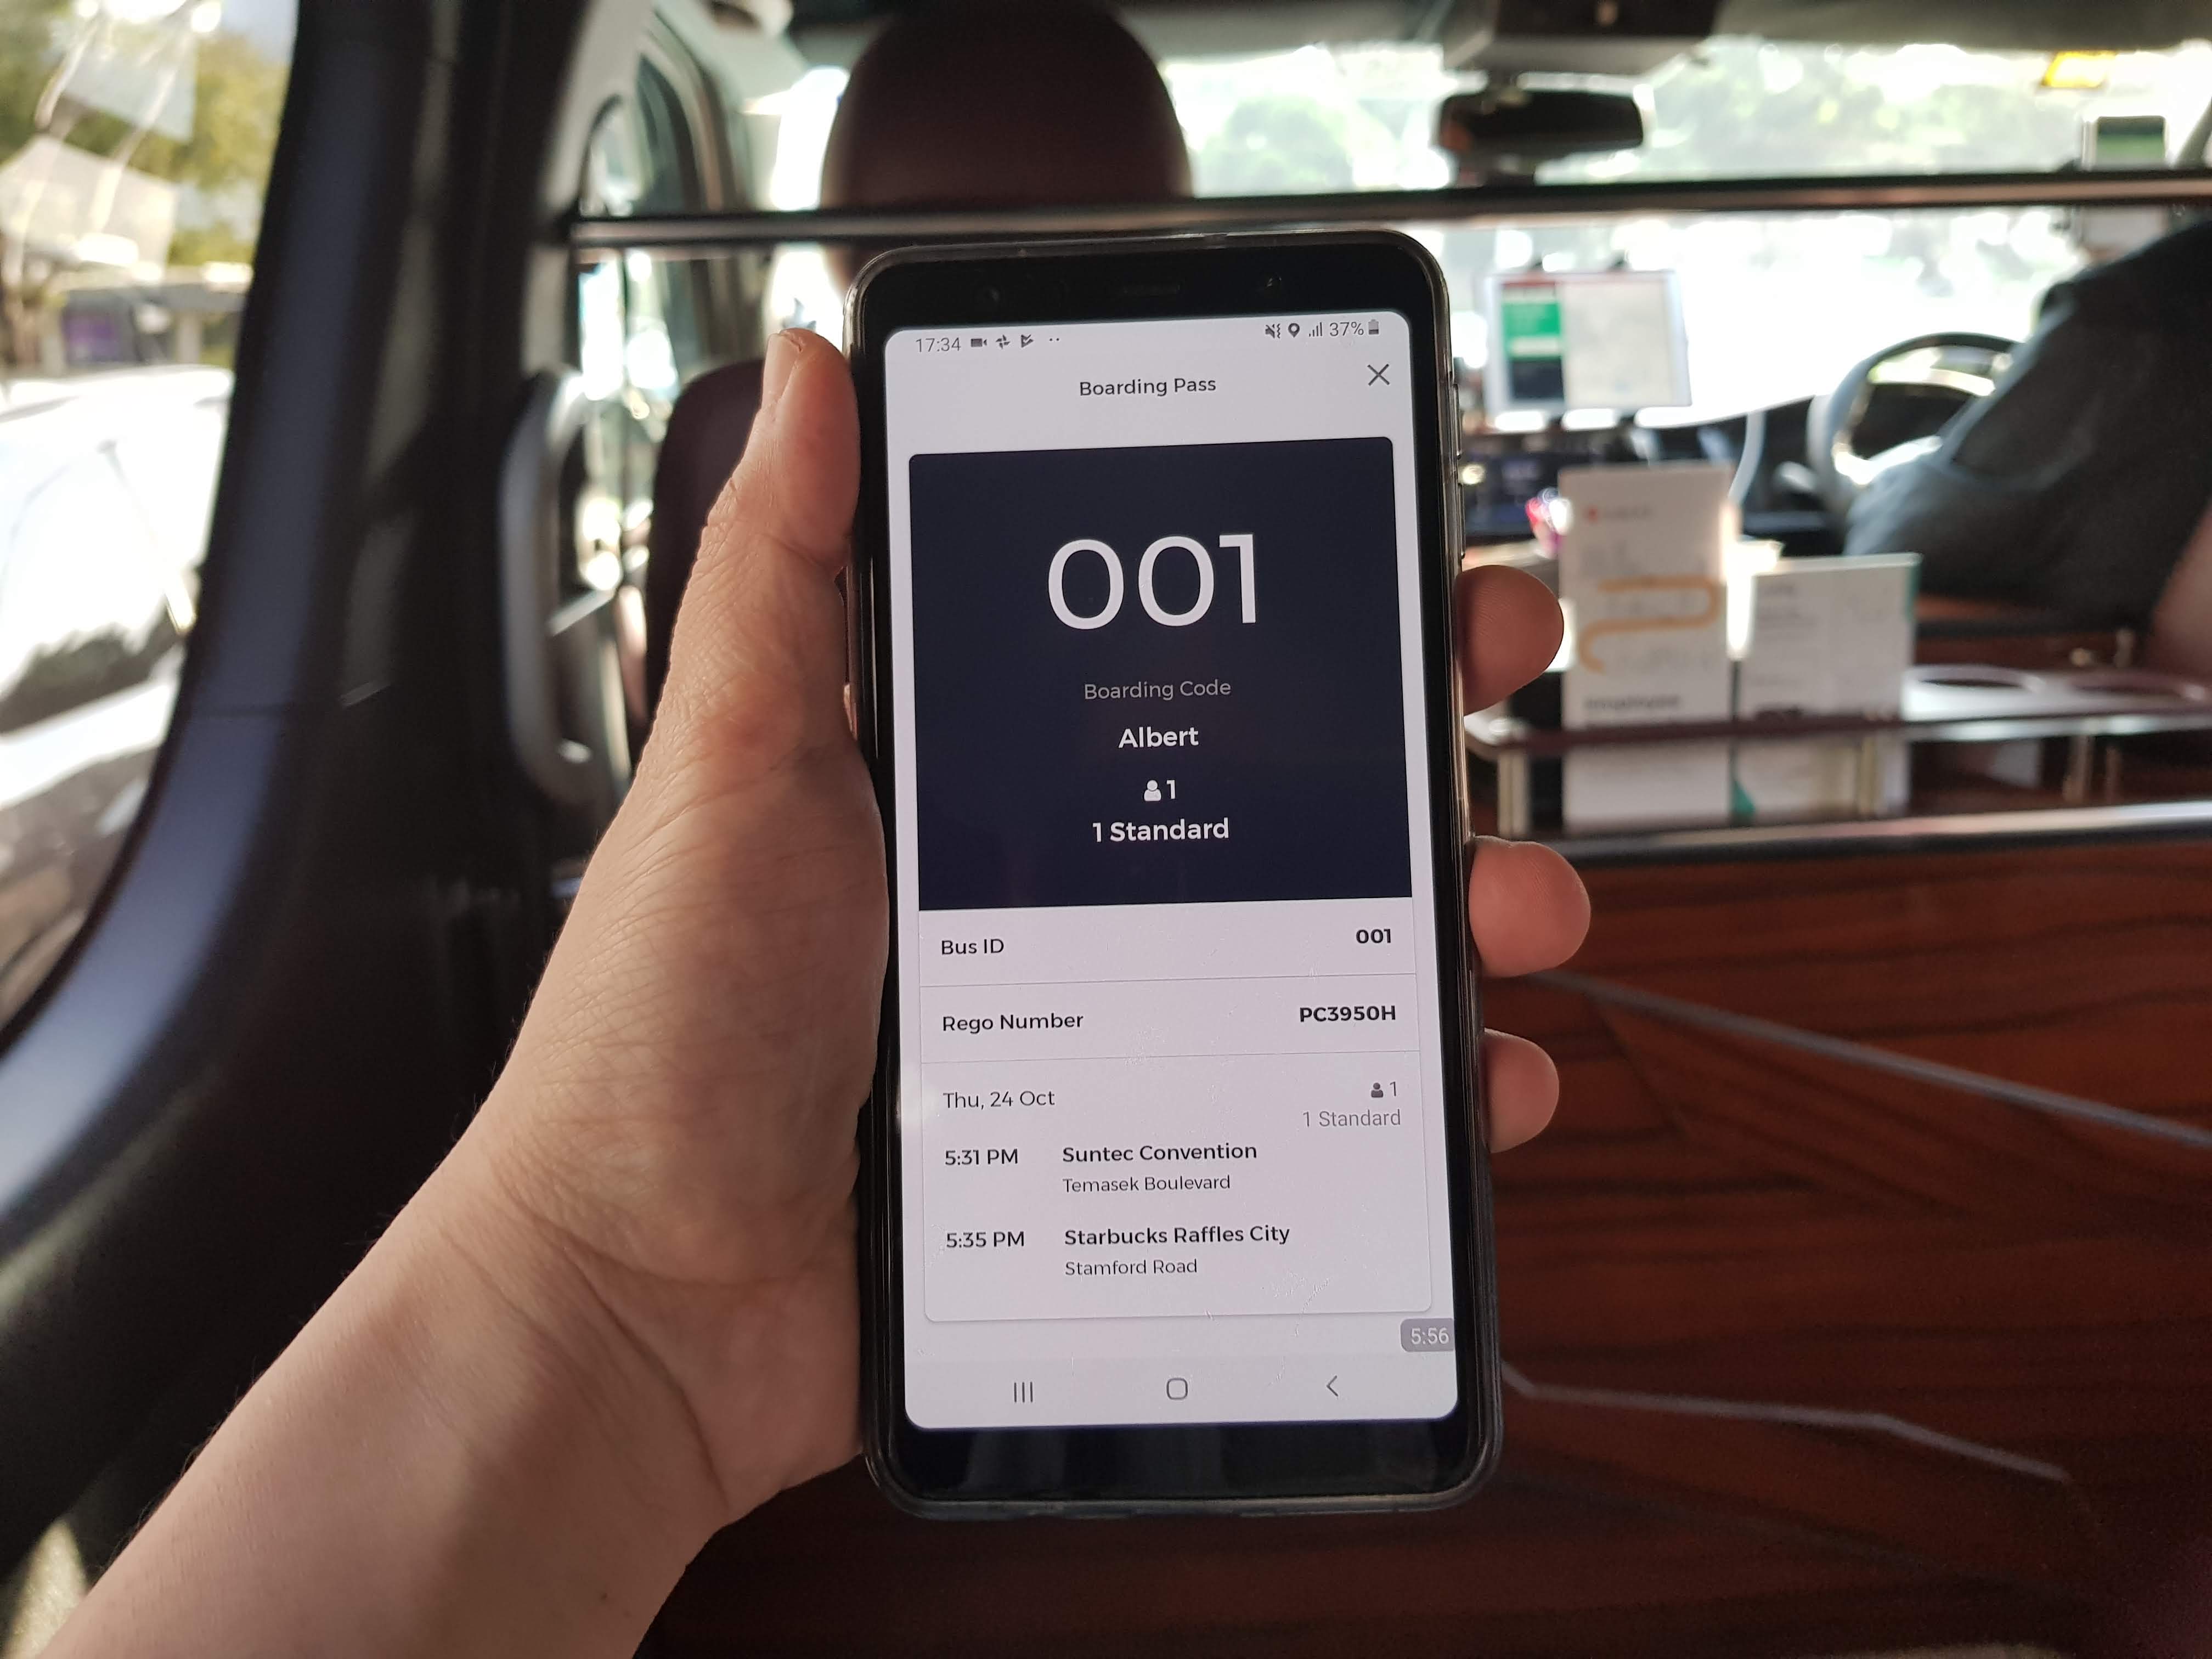 17:34 37%
Boarding Pass
001
Boarding Code
Albert
1
1 Standard
Bus ID 001
Rego Number PC3950H
Thu, 24 Oct 1
1 Standard
5:31 PM Suntec Convention
Temasek Boulevard
5:35 PM Starbucks Raffles City
Stamford Road
5:56